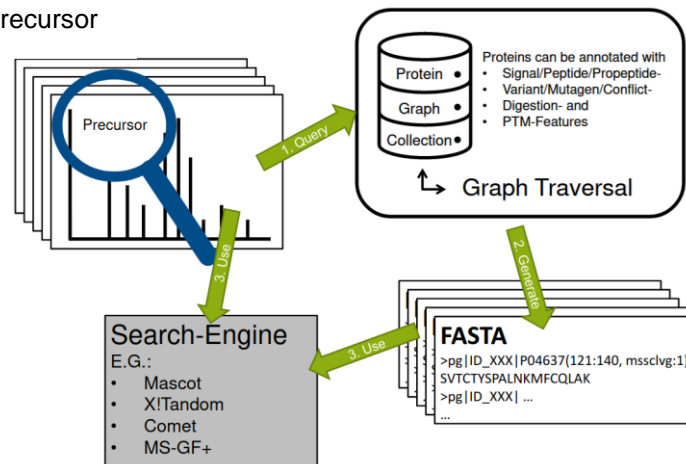 recursor
Precursor
1. Query
Protein
Graph
Collection
Proteins can be annotated with
• Signal/Peptide/Propeptide-
• Variant/Mutagen/Conflict-
• Digestion- and
• PTM-Features
Graph Traversal
2. Generate
3. Use
3. Use
Search-Engine
E.G.:
• Mascot
• X!Tandom
• Comet
• MS-GF+
FASTA
>pg|ID_XXX|P04637(121:140, mssclvg:1)
SVTCTYSPALNKMFCQLAK
>pg|ID_XXX| ...
...